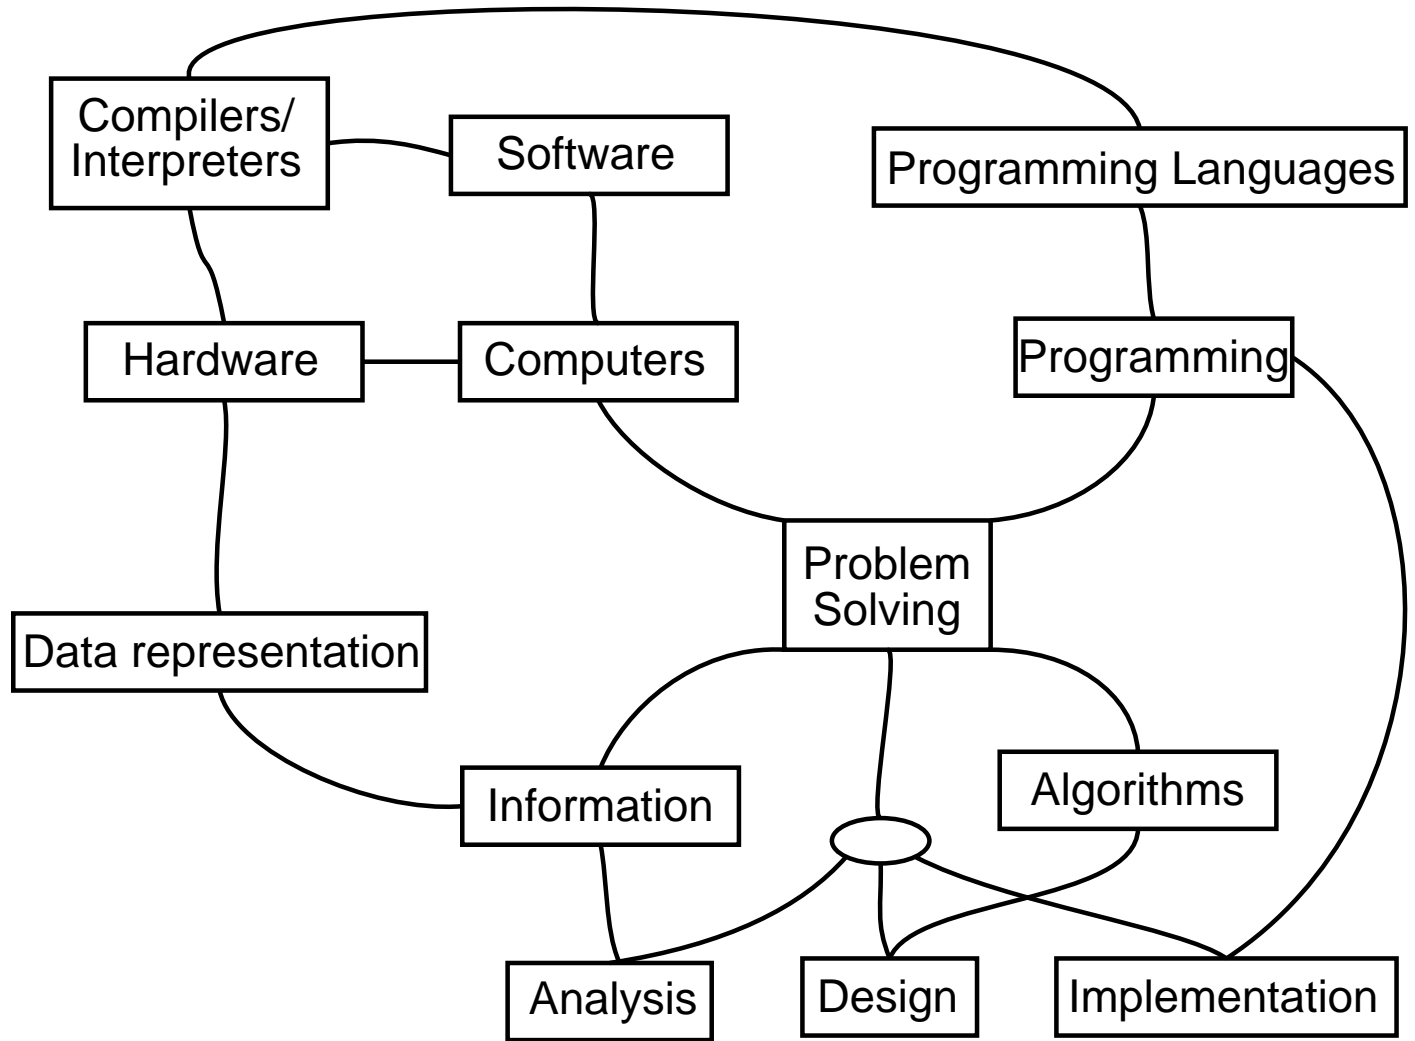 Compilers/
Interpreters
Software
Programming Languages
Hardware
Computers
Programming
Problem
Solving
Data representation
Information
Algorithms
Analysis
Design
Implementation